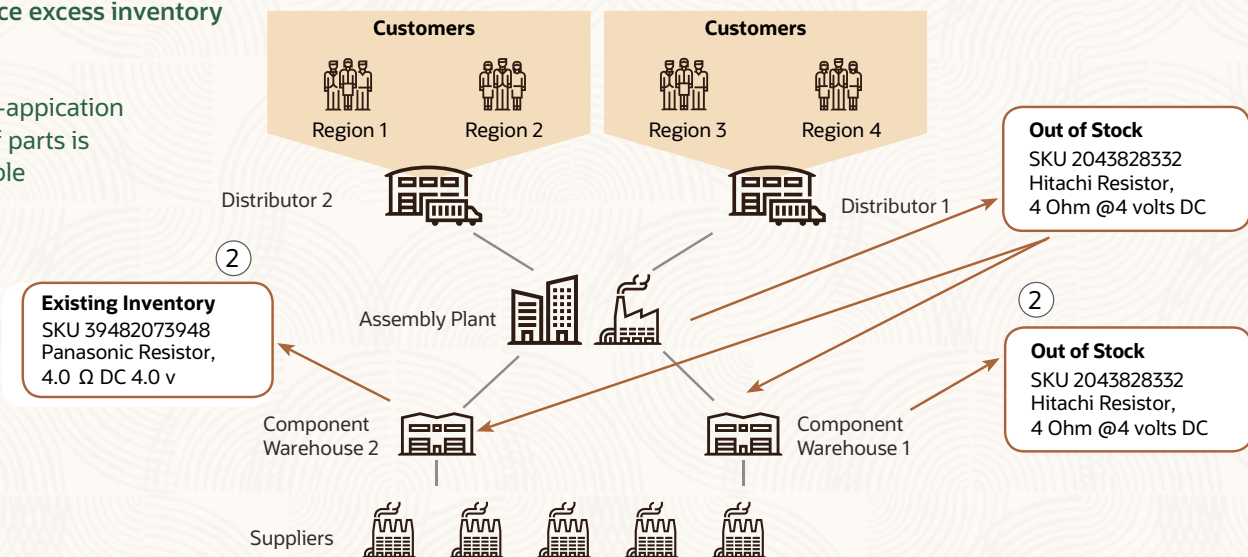 ce excess inventory
-appication
f parts is
ple
Customers
Region 1
Region 2
Customers
Region 3
Region 4
Distributor 2
Distributor 1
Out of Stock
SKU 2043828332
Hitachi Resistor,
4 Ohm @4 volts DC
2
Existing Inventory
SKU 39482073948
Panasonic Resistor,
4.0 Ω DC 4.0 v
Assembly Plant
2
Out of Stock
SKU 2043828332
Hitachi Resistor,
4 Ohm @4 volts DC
Component
Warehouse 2
Component
Warehouse 1
Suppliers